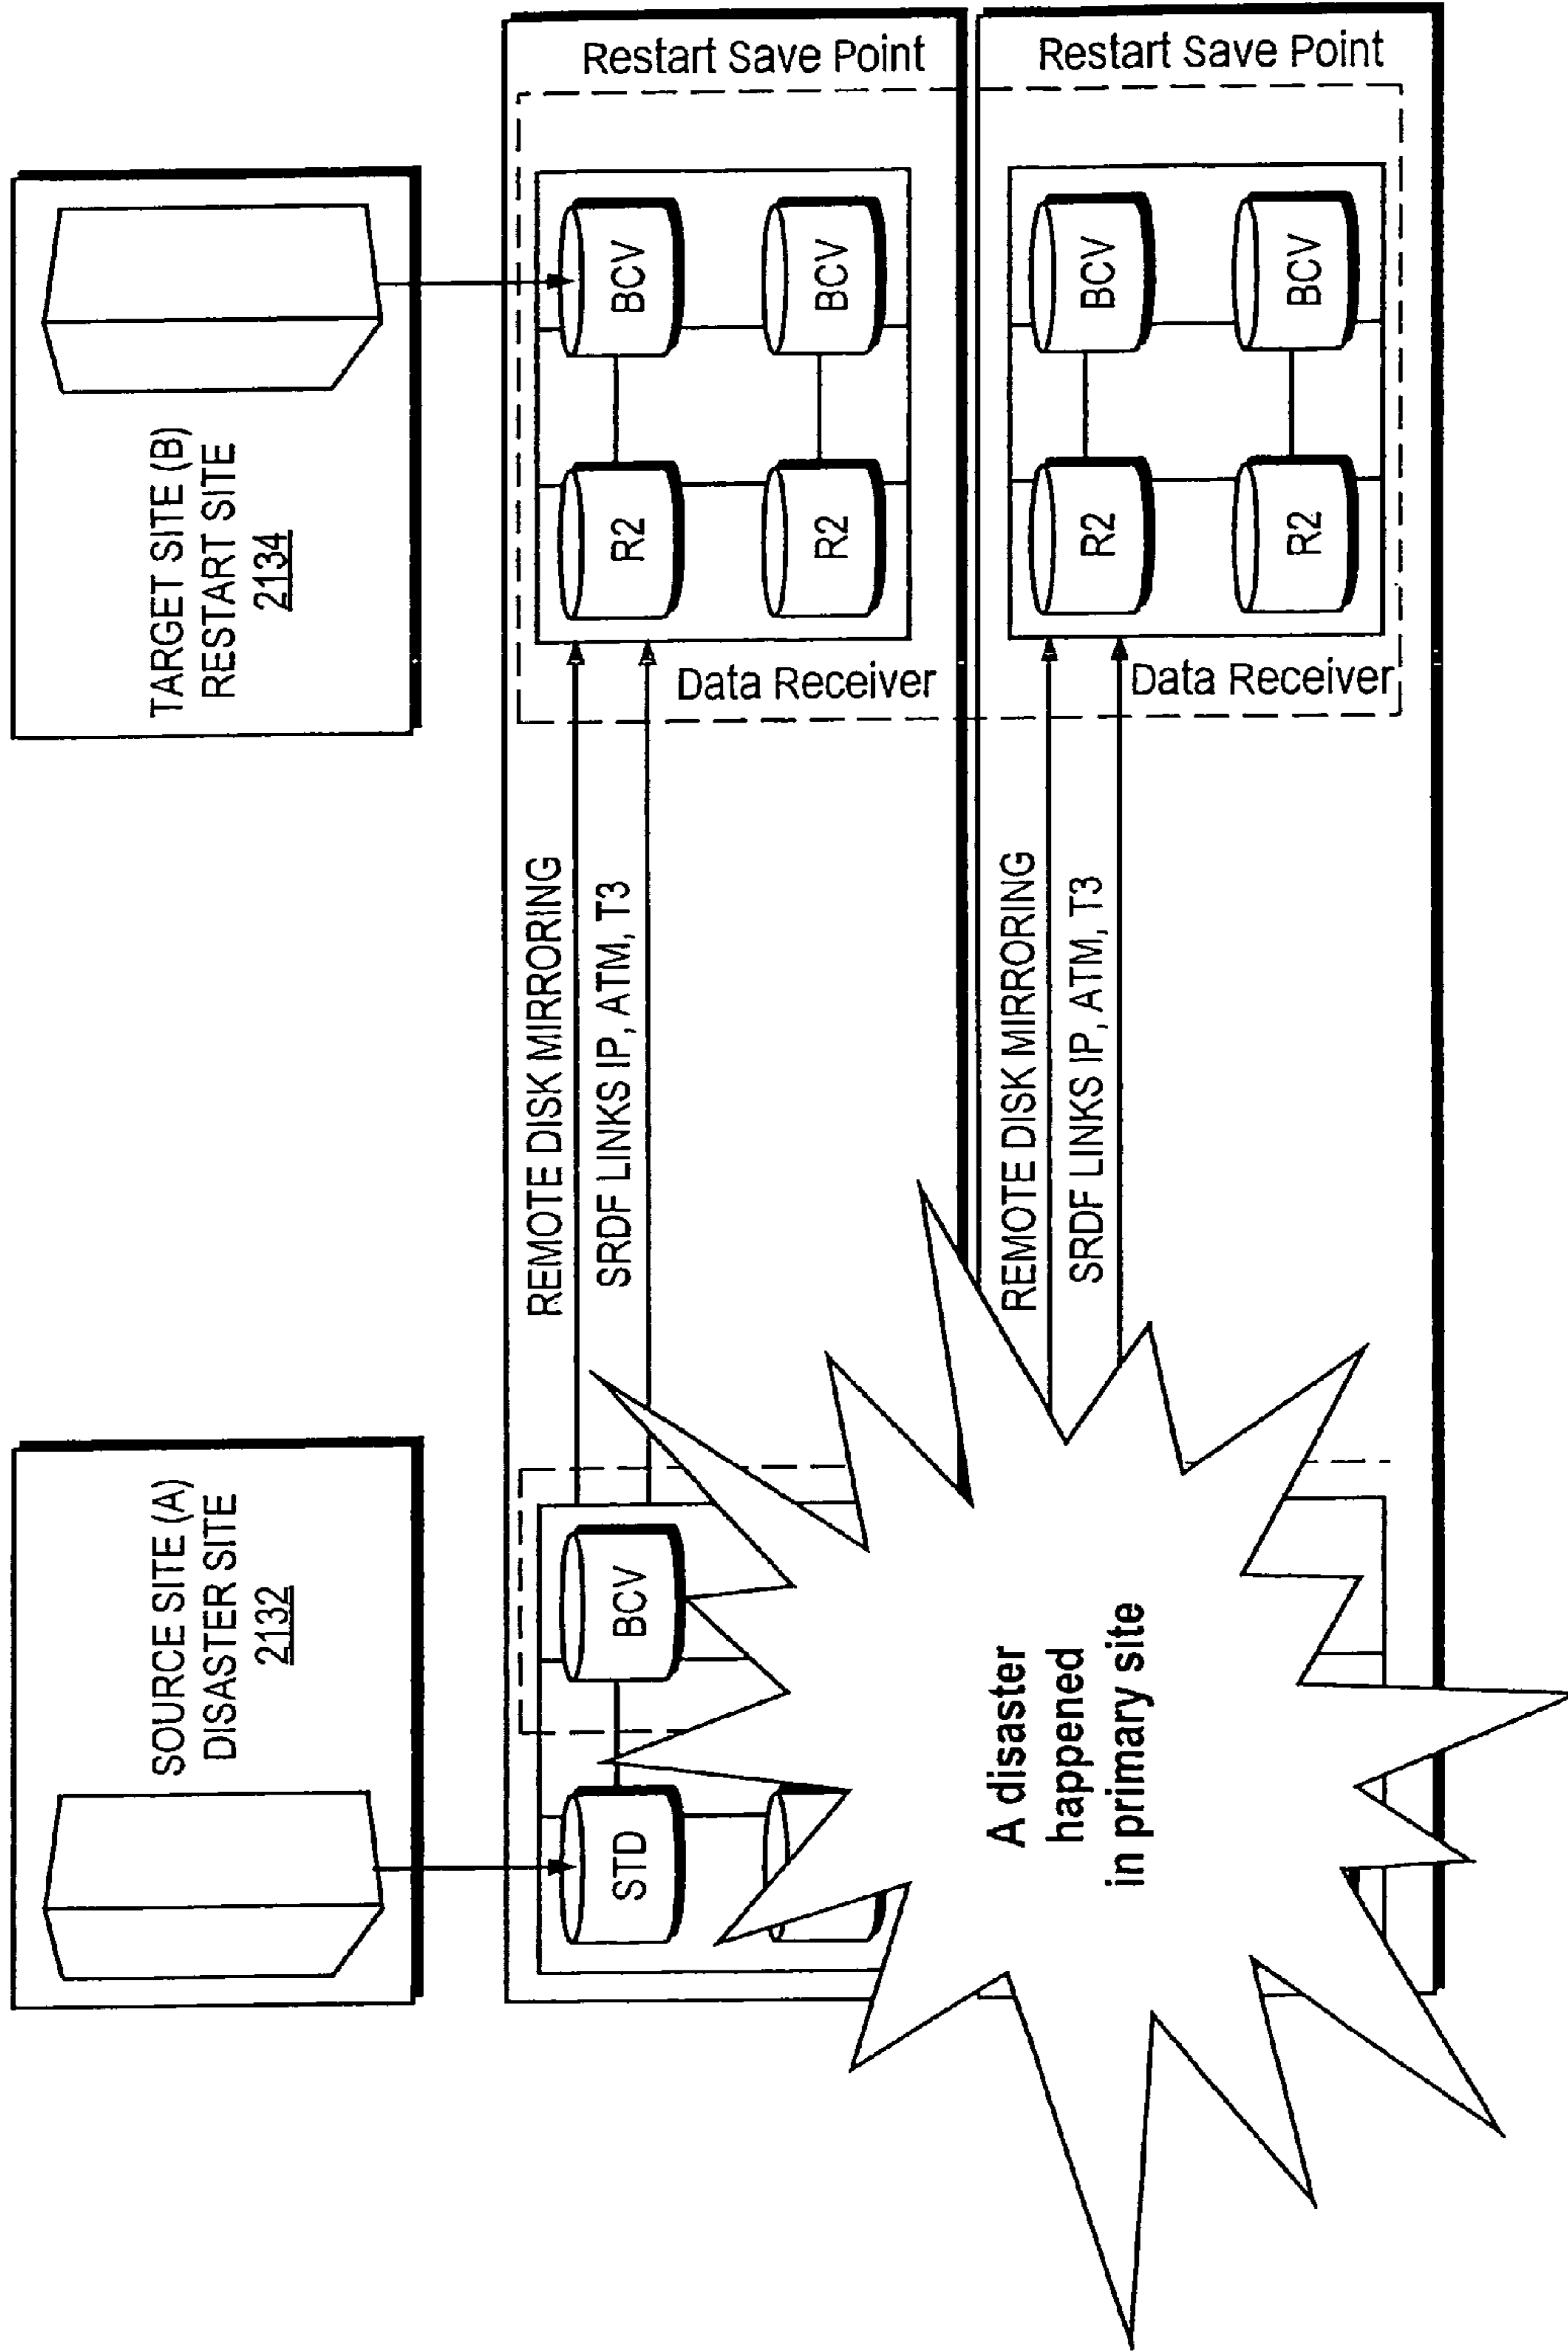 SOURCE SITE (A)
DISASTER SITE
2132
TARGET SITE (B)
RESTART SITE
2134
STD
BCV
REMOTE DISK MIRRORING
SRDF LINKS IP, ATM, T3
R2
BCV
R2
BCV
Data Receiver
Restart Save Point
A disaster
happened
in primary site
REMOTE DISK MIRRORING
SRDF LINKS IP, ATM, T3
R2
BCV
R2
BCV
Data Receiver
Restart Save Point